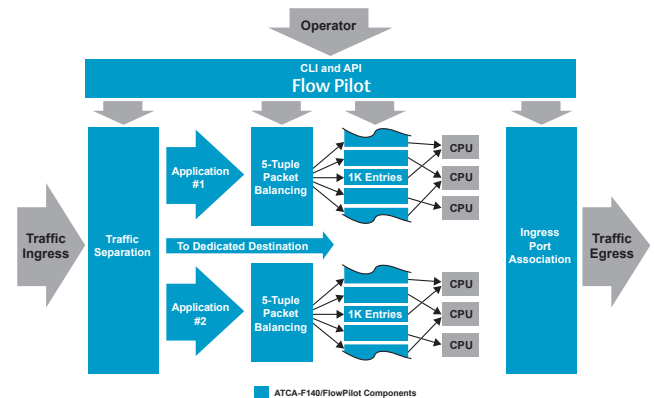 Operator
CLI and API
Flow Pilot
Traffic
Ingress
Traffic
Separation
Application
#1
5-Tuple
Packet
Balancing
1K Entries
CPU
CPU
CPU
To Dedicated Destination
Application
#2
5-Tuple
Packet
Balancing
1K Entries
CPU
CPU
CPU
Ingress
Port
Association
Traffic
Egress
ATCA-F140/FlowPilot Components